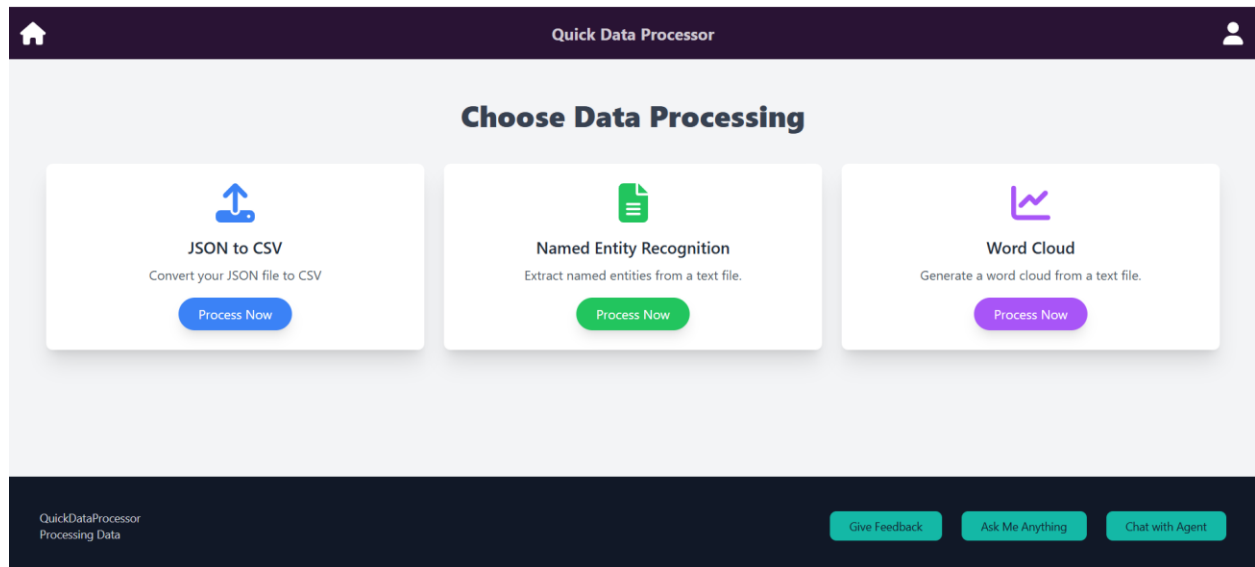 Quick Data Processor
Choose Data Processing
JSON to CSV
Convert your JSON file to CSV
Process Now
Named Entity Recognition
Extract named entities from a text file.
Process Now
Word Cloud
Generate a word cloud from a text file.
Process Now
QuickDataProcessor
Processing Data
Give Feedback
Ask Me Anything
Chat with Agent